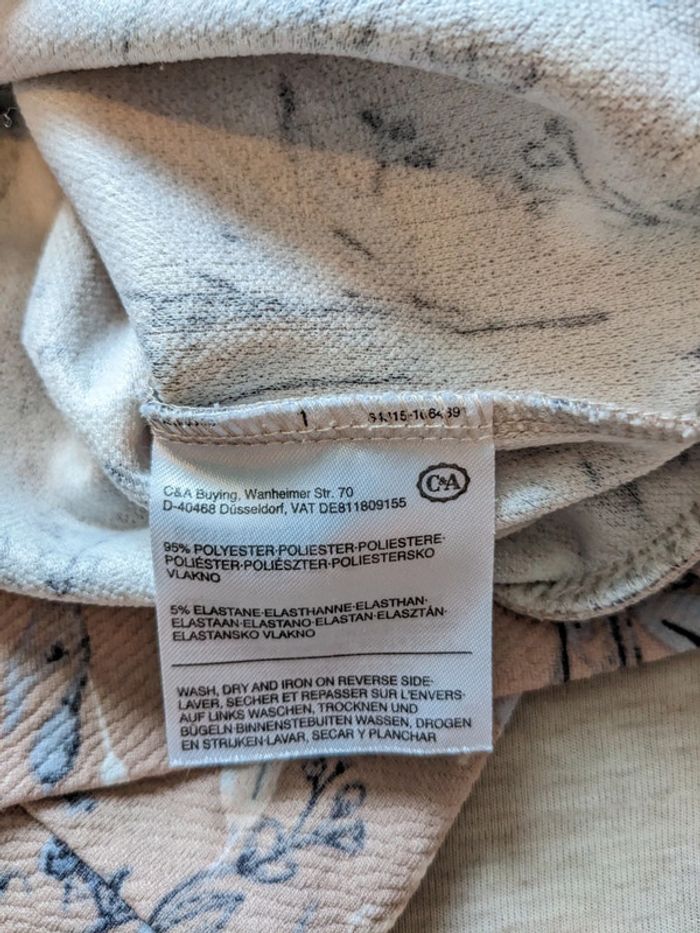 1
C&A
C&A Buying, Wanheimer Str. 70
D-40468 Düsseldorf, VAT DE811809155
95% POLYESTER·POLIESTER·POLIESTERE·
POLIÉSTER·POLIÉSZTER·POLIESTERSKO
VLAKNO
5% ELASTANE·ELASTHANNE·ELASTHAN·
ELASTAAN·ELASTANO·ELASTAN·ELASZTÁN·
ELASTANSKO VLAKNO
WASH, DRY AND IRON ON REVERSE SIDE·
LAVER, SECHER ET REPASSER SUR L'ENVERS·
AUF LINKS WASCHEN, TROCKNEN UND
BÜGELN·BINNENSTEBUITEN WASSEN, DROGEN
EN STRIJKEN·LAVAR, SECAR Y PLANCHAR